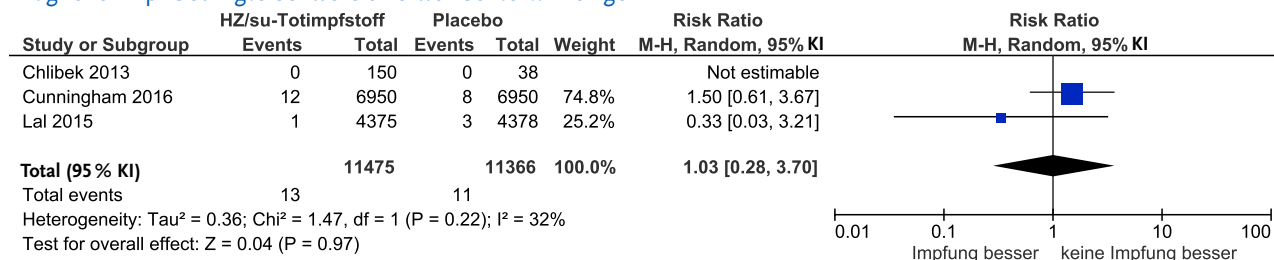 HZ/su-Totimpfstoff Placebo Risk Ratio Risk Ratio
Study or Subgroup Events Total Events Total Weight M-H, Random, 95% KI M-H, Random, 95% KI
Chlibek 2013 0 150 0 38 Not estimable
Cunningham 2016 12 6950 8 6950 74.8% 1.50 [0.61, 3.67]
Lal 2015 1 4375 3 4378 25.2% 0.33 [0.03, 3.21]
Total (95 % KI) 11475 11366 100.0% 1.03 [0.28, 3.70]
Total events 13 11
Heterogeneity: Tau² = 0.36; Chi² = 1.47, df = 1 (P = 0.22); I² = 32%
Test for overall effect: Z = 0.04 (P = 0.97)
0.01 0.1 1 10 100
Impfung besser keine Impfung besser